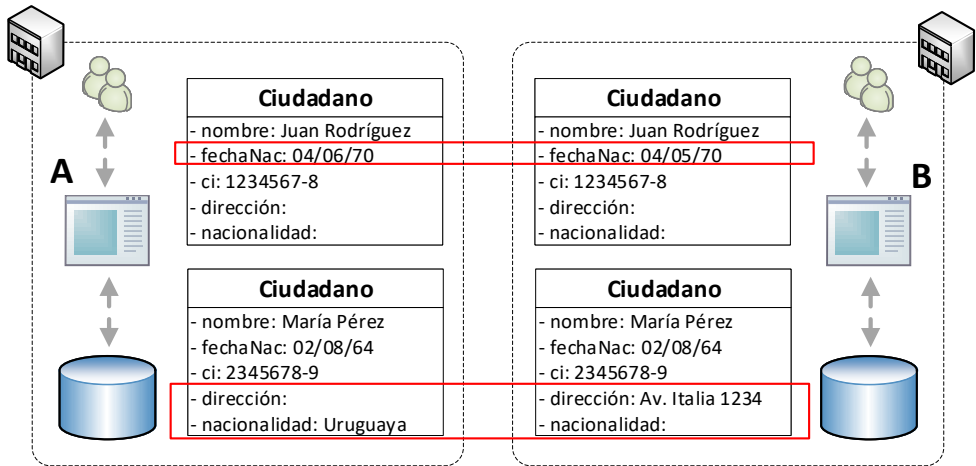 A
Ciudadano
- nombre: Juan Rodríguez
- fechaNac: 04/06/70
- ci: 1234567-8
- dirección:
- nacionalidad:
Ciudadano
- nombre: María Pérez
- fechaNac: 02/08/64
- ci: 2345678-9
- dirección:
- nacionalidad: Uruguaya
Ciudadano
- nombre: Juan Rodríguez
- fechaNac: 04/05/70
- ci: 1234567-8
- dirección:
- nacionalidad:
Ciudadano
- nombre: María Pérez
- fechaNac: 02/08/64
- ci: 2345678-9
- dirección: Av. Italia 1234
- nacionalidad:
B